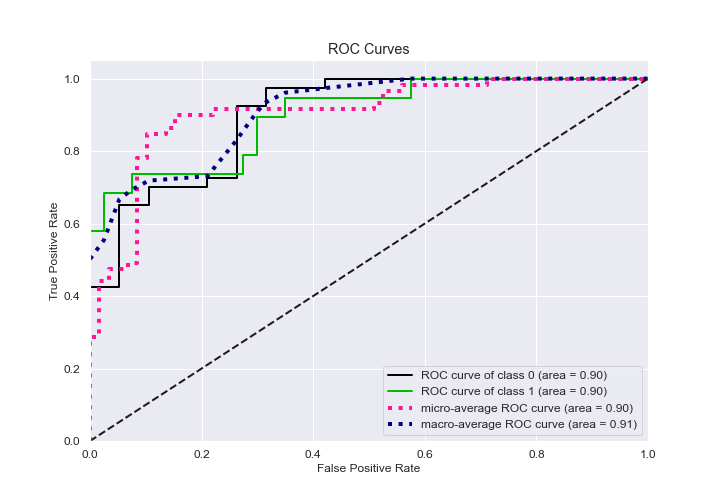 ROC Curves
1.0
0.8
0.6
0.4
0.2
0.0
True Positive Rate
0.0 0.2 0.4 0.6 0.8 1.0
False Positive Rate
ROC curve of class 0 (area = 0.90)
ROC curve of class 1 (area = 0.90)
micro-average ROC curve (area = 0.90)
macro-average ROC curve (area = 0.91)